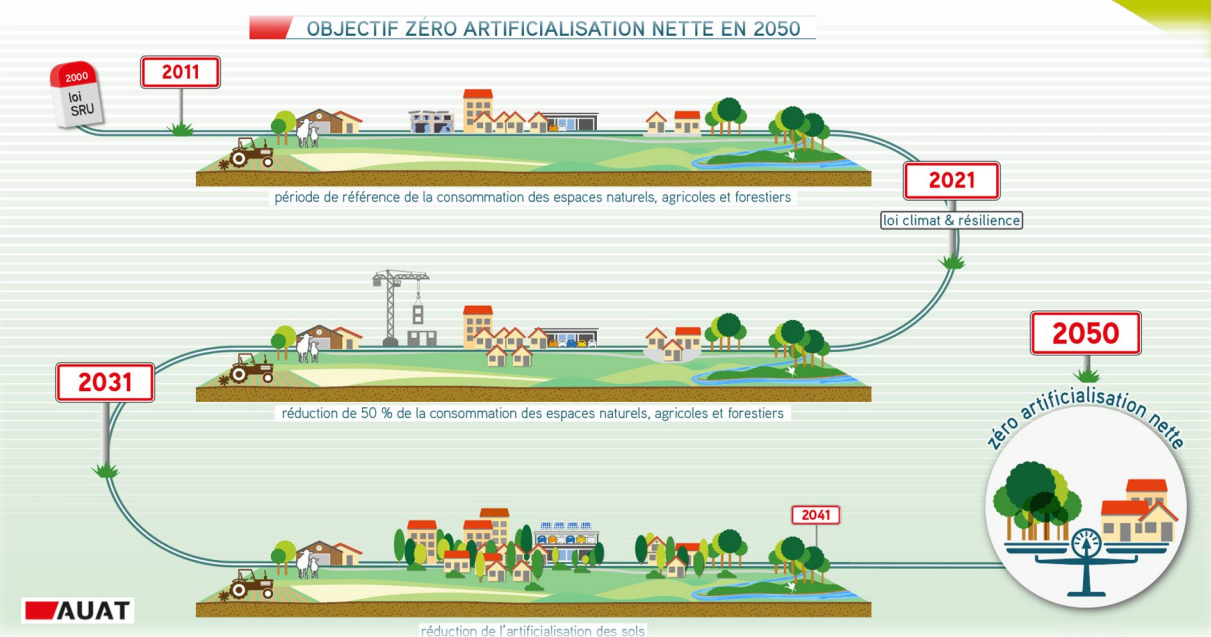 OBJECTIF ZÉRO ARTIFICIALISATION NETTE EN 2050
2000
loi
SRU
2011
période de référence de la consommation des espaces naturels, agricoles et forestiers
2021
loi climat & résilience
réduction de 50 % de la consommation des espaces naturels, agricoles et forestiers
2031
2041
réduction de l'artificialisation des sols
2050
zéro artificialisation nette
AUAT